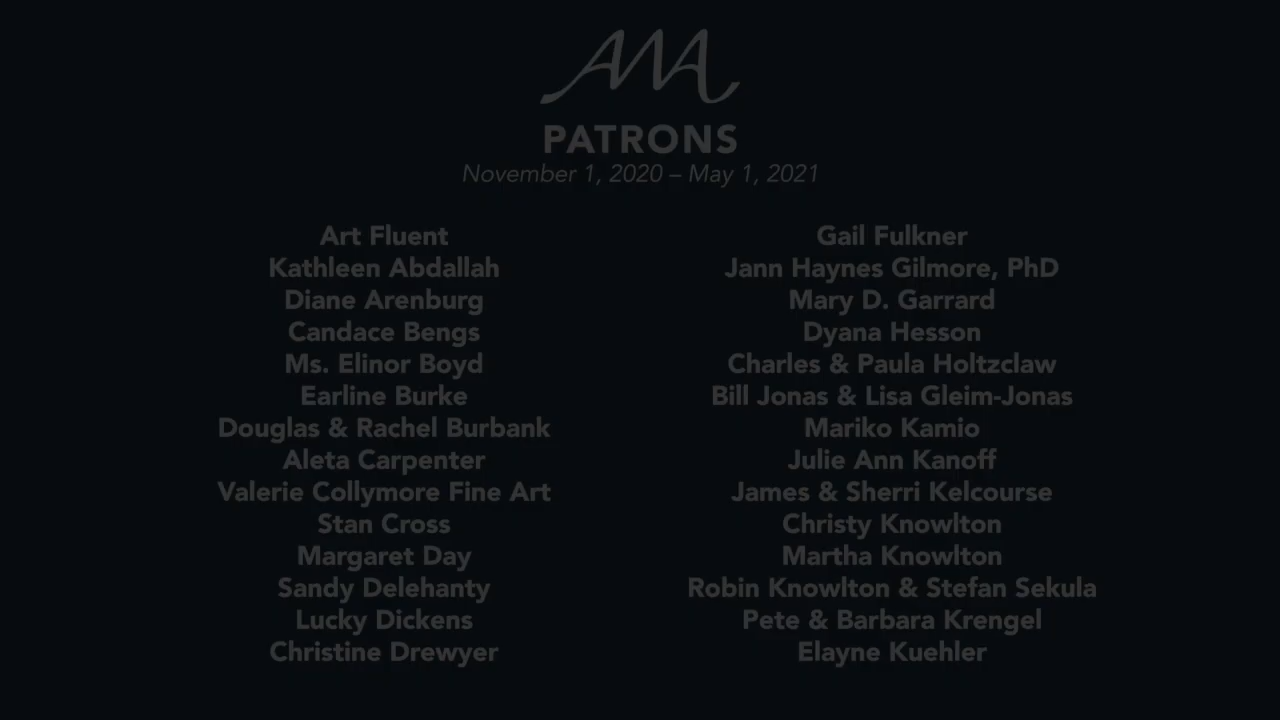 AWA
PATRONS
November 1, 2020 – May 1, 2021
Art Fluent
Kathleen Abdallah
Diane Arenburg
Candace Bengs
Ms. Elinor Boyd
Earline Burke
Douglas & Rachel Burbank
Aleta Carpenter
Valerie Collymore Fine Art
Stan Cross
Margaret Day
Sandy Delehanty
Lucky Dickens
Christine Drewyer
Gail Fulkner
Jann Haynes Gilmore, PhD
Mary D. Garrard
Dyana Hesson
Charles & Paula Holtzclaw
Bill Jonas & Lisa Gleim-Jonas
Mariko Kamio
Julie Ann Kanoff
James & Sherri Kelcourse
Christy Knowlton
Martha Knowlton
Robin Knowlton & Stefan Sekula
Pete & Barbara Krengel
Elayne Kuehler